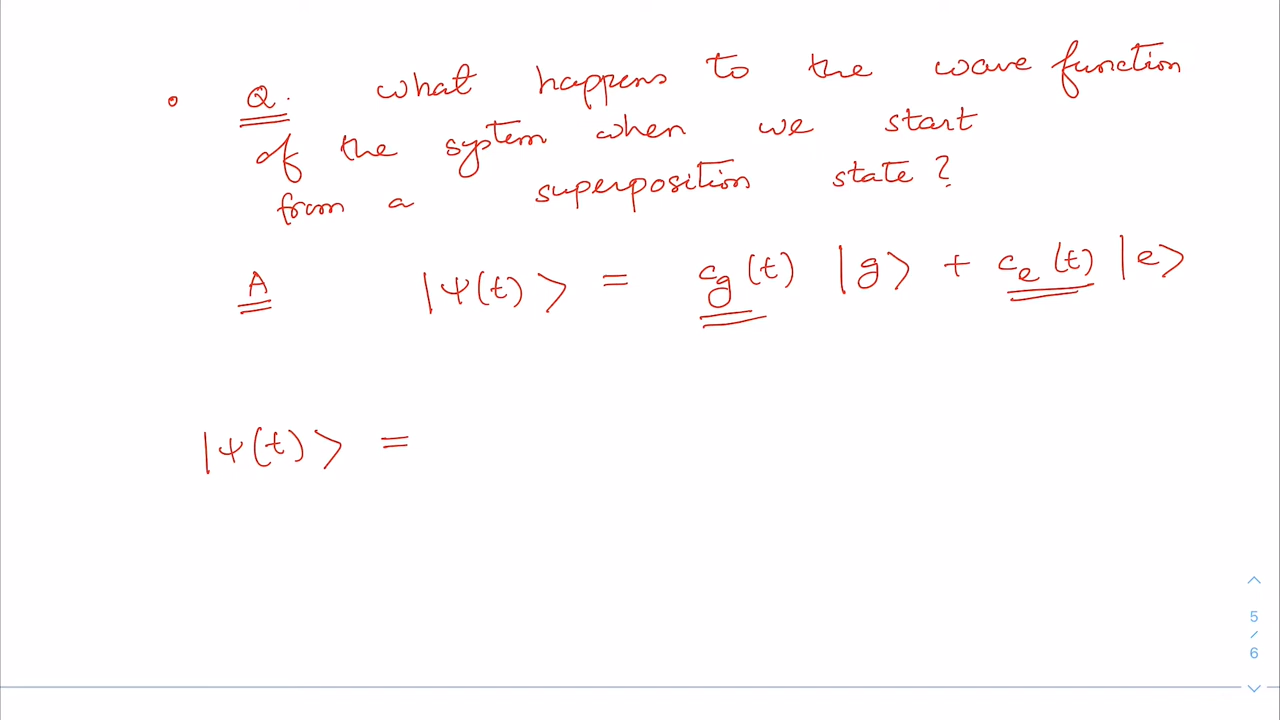 • Q. what happens to the wave function
of the system when we start
from a superposition state?
A |Ψ(t)⟩ = c_g(t) |g⟩ + c_e(t) |e⟩
|Ψ(t)⟩ =
5
/
6